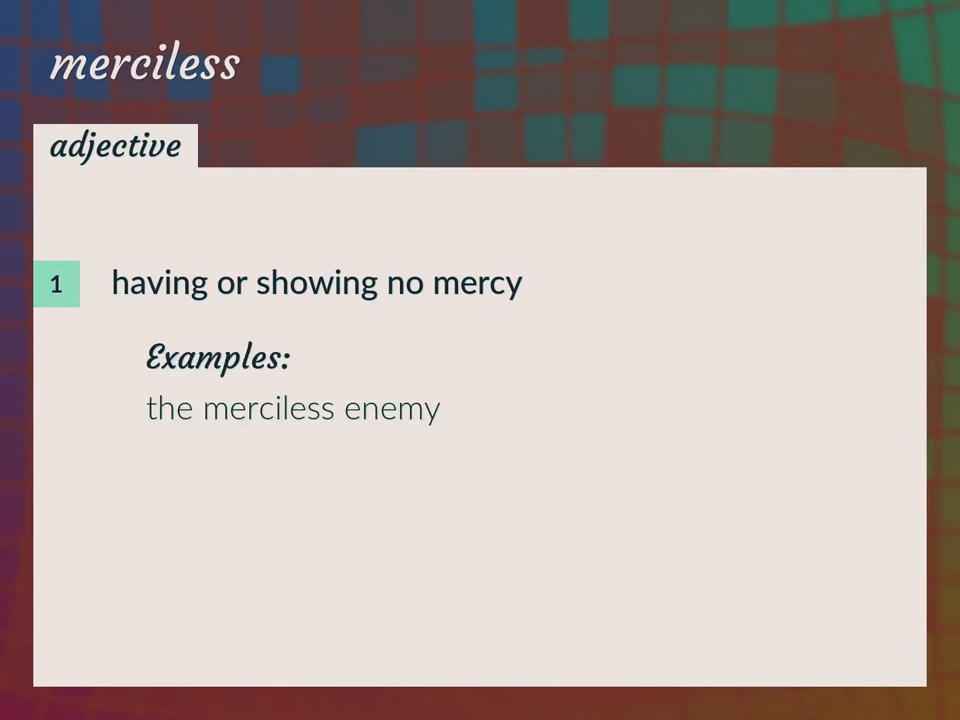 merciless
adjective
1 having or showing no mercy
Examples:
the merciless enemy